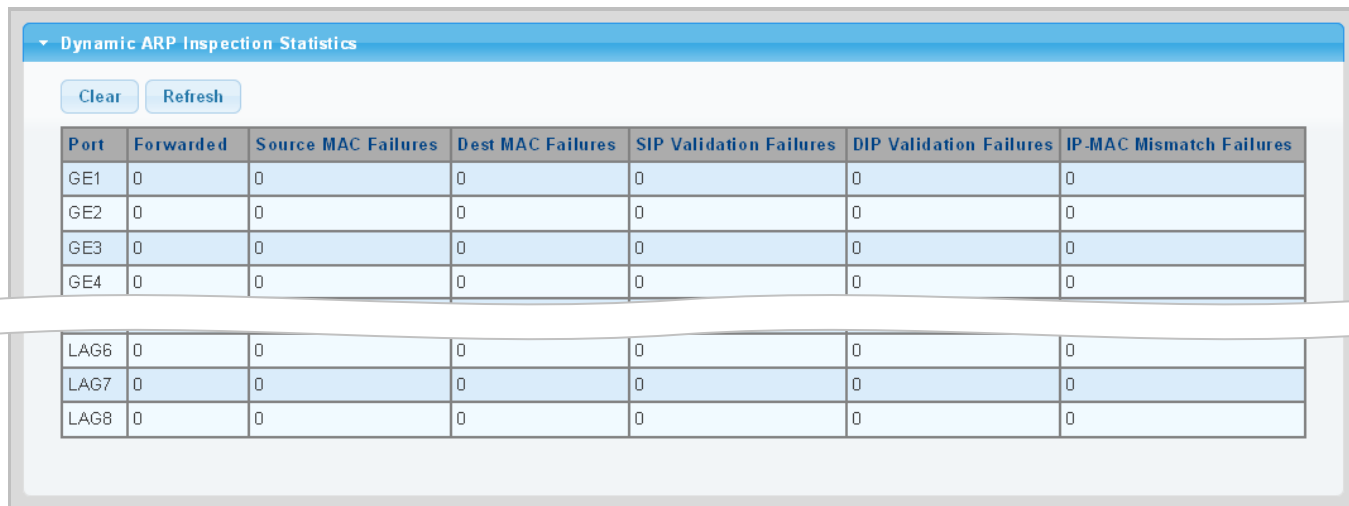 Dynamic ARP Inspection Statistics
Clear Refresh
Port Forwarded Source MAC Failures Dest MAC Failures SIP Validation Failures DIP Validation Failures IP-MAC Mismatch Failures
GE1 0 0 0 0 0 0
GE2 0 0 0 0 0 0
GE3 0 0 0 0 0 0
GE4 0 0 0 0 0 0
LAG6 0 0 0 0 0 0
LAG7 0 0 0 0 0 0
LAG8 0 0 0 0 0 0